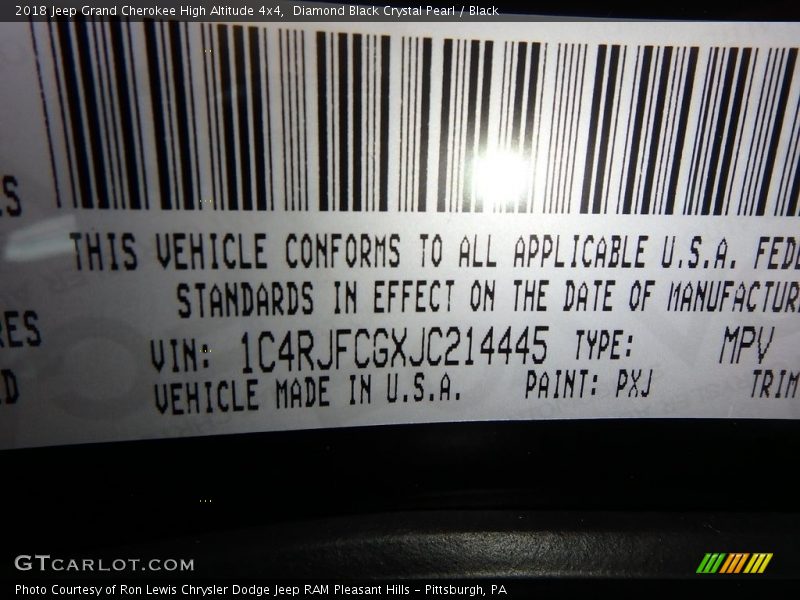 2018 Jeep Grand Cherokee High Altitude 4x4, Diamond Black Crystal Pearl / Black
THIS VEHICLE CONFORMS TO ALL APPLICABLE U.S.A.
STANDARDS IN EFFECT ON THE DATE OF
VIN: 1C4RJFCGXJC214445 TYPE: MPV
VEHICLE MADE IN U.S.A. PAINT: PXJ TRIM
GTCARLOT.COM
Photo Courtesy of Ron Lewis Chrysler Dodge Jeep RAM Pleasant Hills - Pittsburgh, PA